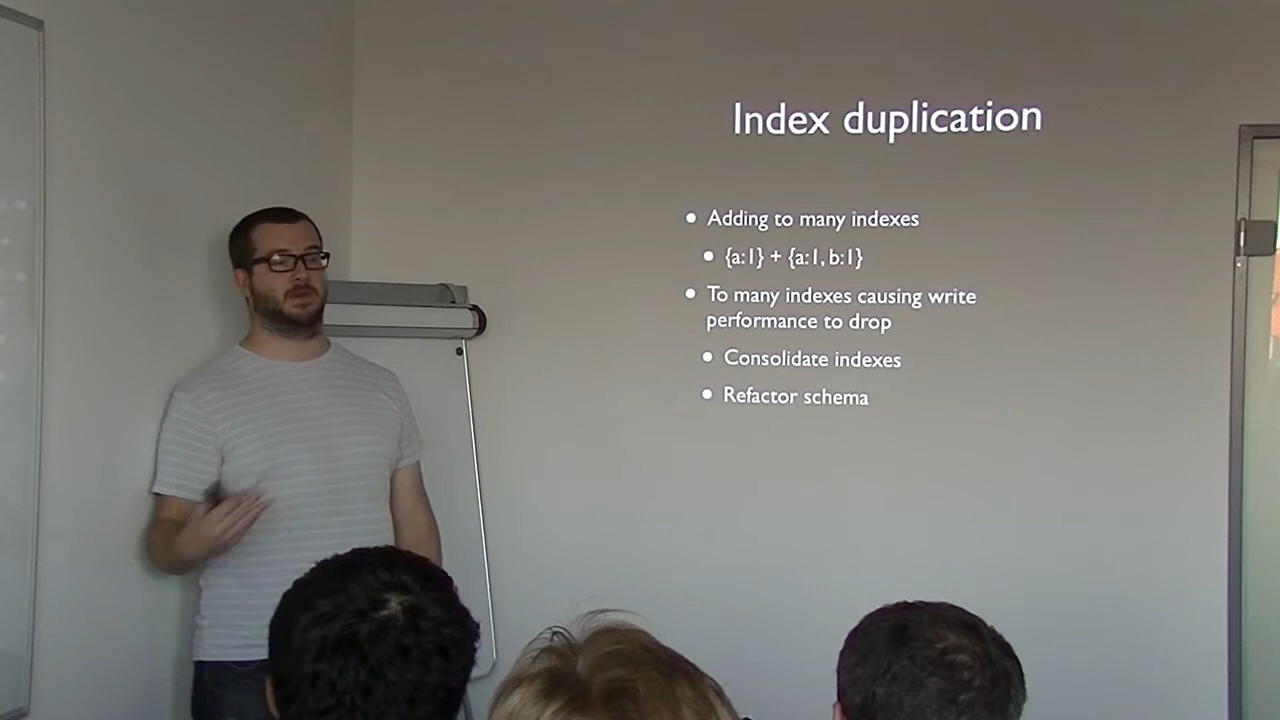 Index duplication
Adding to many indexes
{a:1} + {a:1, b:1}
To many indexes causing write
performance to drop
Consolidate indexes
Refactor schema